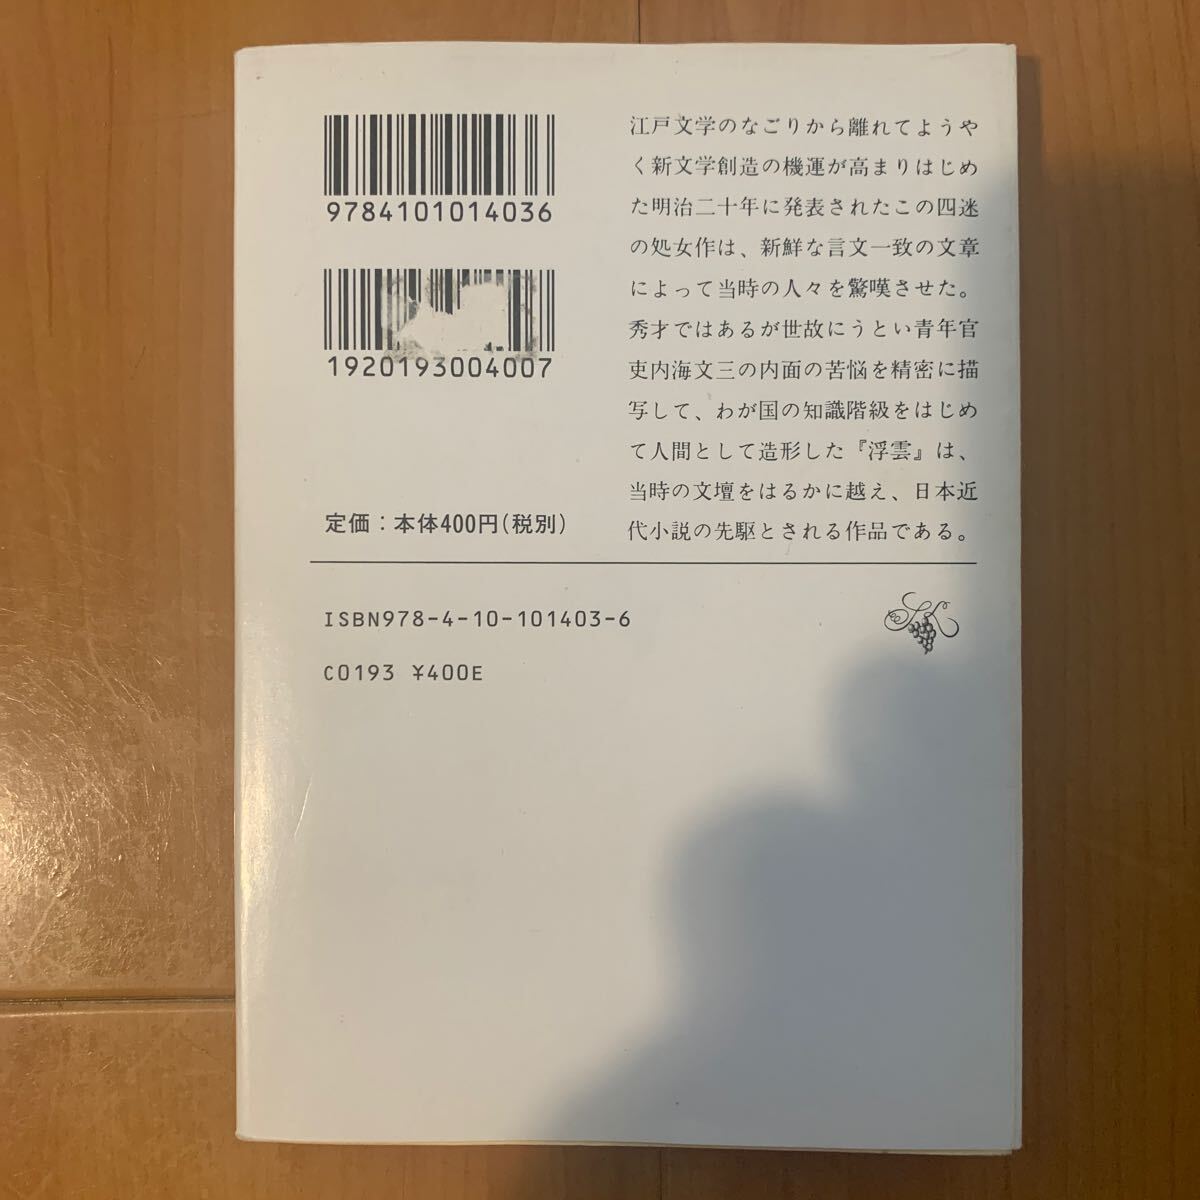 9784101014036
1920193004007
定価：本体400円(税別)
江戸文学のなごりから離れてようや
く新文学創造の機運が高まりはじめ
た明治二十年に発表されたこの四迷
の処女作は、新鮮な言文一致の文章
によって当時の人々を驚嘆させた。
秀才ではあるが世故にうとい青年官
吏内海文三の内面の苦悩を精密に描
写して、わが国の知識階級をはじめ
て人間として造形した『浮雲』は、
当時の文壇をはるかに越え、日本近
代小説の先駆とされる作品である。
ISBN978-4-10-101403-6
C0193 ¥400E
SK